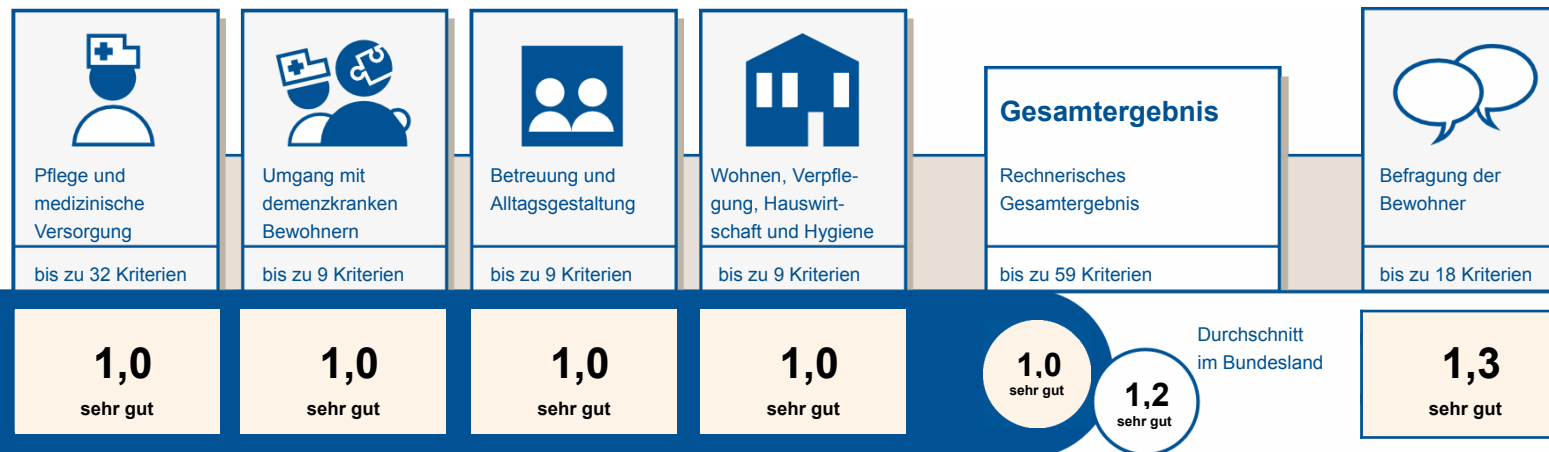 Pflege und
medizinische
Versorgung
bis zu 32 Kriterien
1,0
sehr gut
Umgang mit
demenzkranken
Bewohnern
bis zu 9 Kriterien
1,0
sehr gut
Betreuung und
Alltagsgestaltung
bis zu 9 Kriterien
1,0
sehr gut
Wohnen, Verpfle-
gung, Hauswirt-
schaft und Hygiene
bis zu 9 Kriterien
1,0
sehr gut
Gesamtergebnis
Rechnerisches
Gesamtergebnis
bis zu 59 Kriterien
1,0
sehr gut
1,2
sehr gut
Durchschnitt
im Bundesland
Befragung der
Bewohner
bis zu 18 Kriterien
1,3
sehr gut